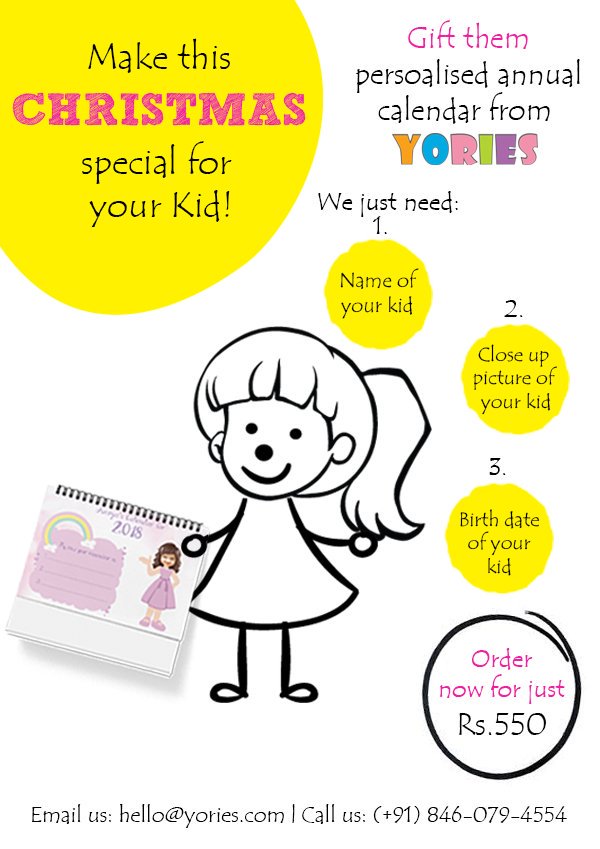 Make this
CHRISTMAS
special for
your Kid!
Gift them
persoalised annual
calendar from
YORIES
We just need:
1.
Name of
your kid
2.
Close up
picture of
your kid
3.
Birth date
of your
kid
Calendar for
2018
Order
now for just
Rs.550
Email us: hello@yories.com | Call us: (+91) 846-079-4554